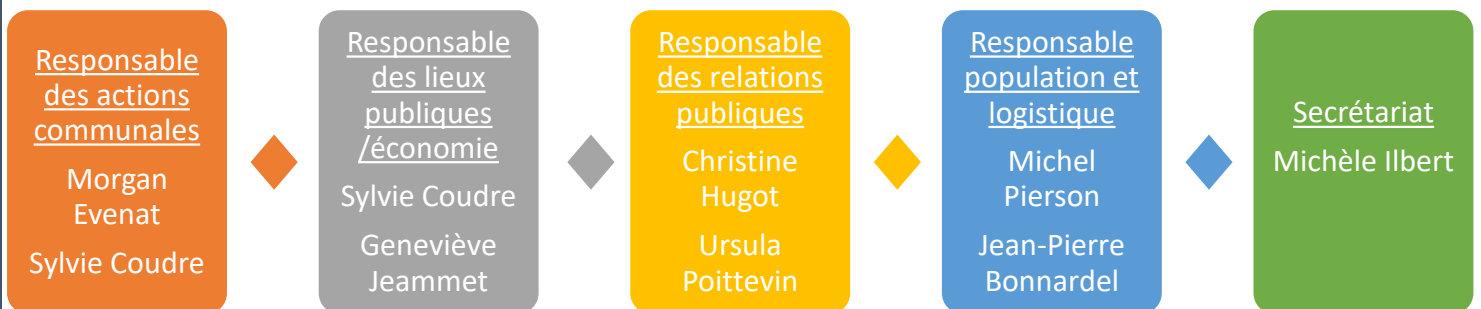 Responsable
des actions
communales
Morgan
Evenat
Sylvie Coudre
Responsable
des lieux
publiques
/économie
Sylvie Coudre
Geneviève
Jeammet
Responsable
des relations
publiques
Christine
Hugot
Ursula
Poittevin
Responsable
population et
logistique
Michel
Pierson
Jean-Pierre
Bonnardel
Secrétariat
Michèle Ilbert